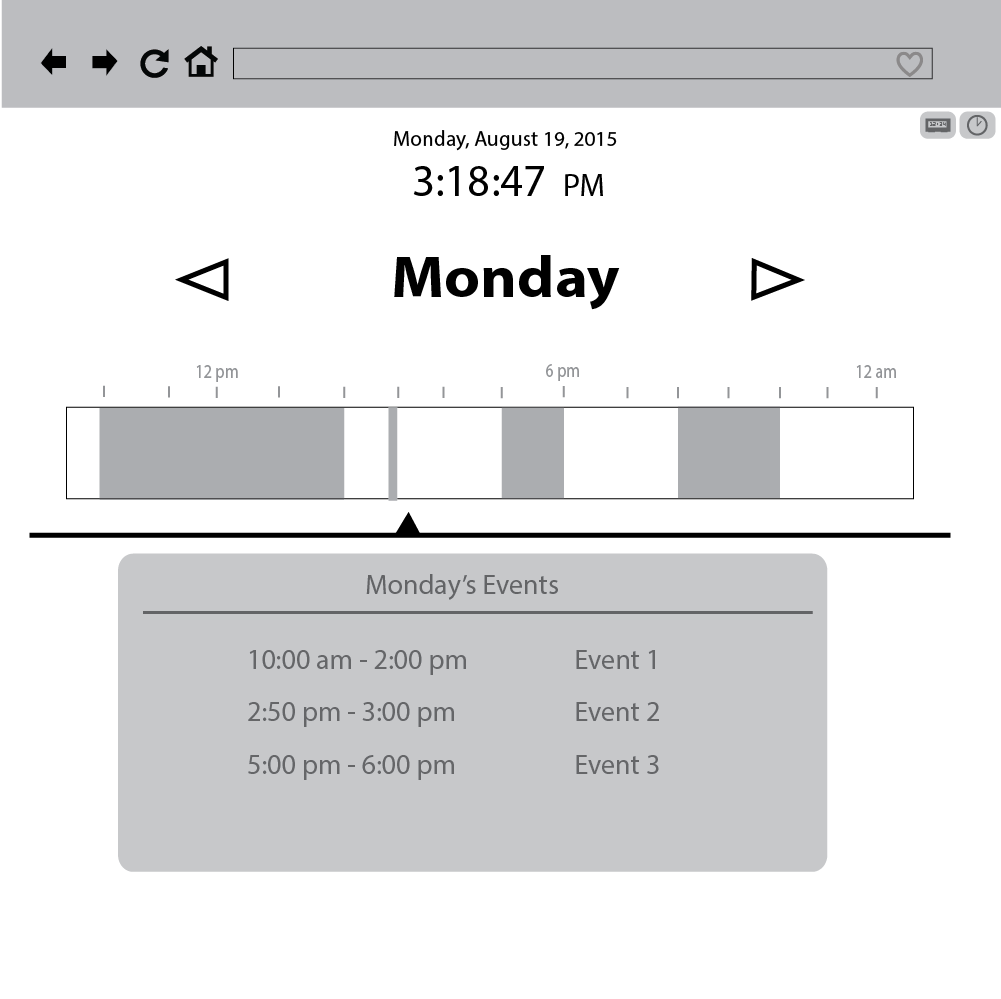 Monday, August 19, 2015
3:18:47 PM
Monday
12 pm 6 pm 12 am
Monday’s Events
10:00 am - 2:00 pm Event 1
2:50 pm - 3:00 pm Event 2
5:00 pm - 6:00 pm Event 3